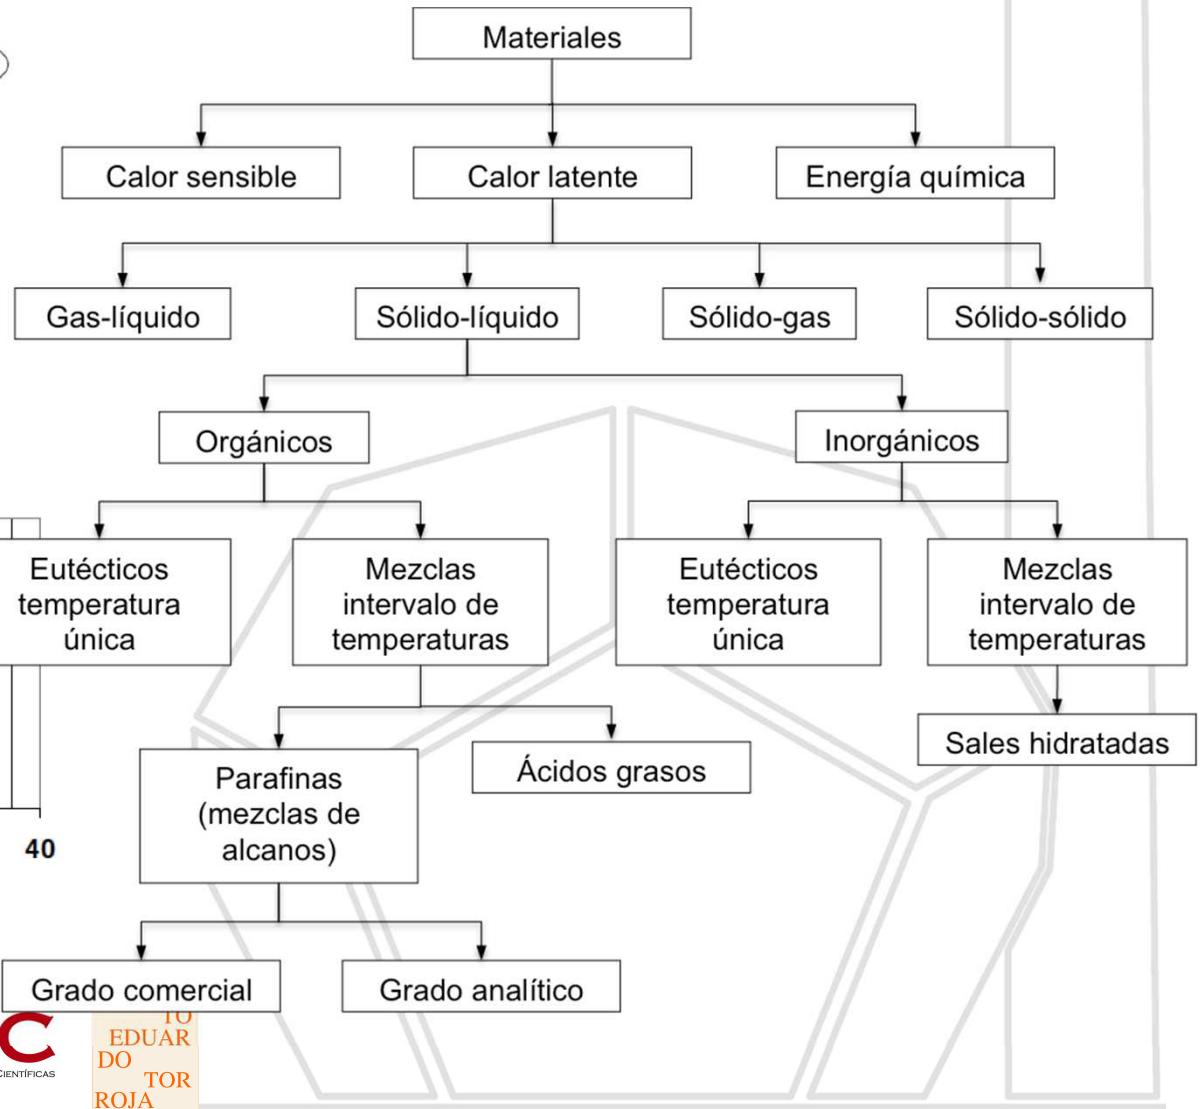 Materiales
Calor sensible
Calor latente
Energía química
Gas-líquido
Sólido-líquido
Sólido-gas
Sólido-sólido
Orgánicos
Inorgánicos
Eutécticos
temperatura
única
Mezclas
intervalo de
temperaturas
Eutécticos
temperatura
única
Mezclas
intervalo de
temperaturas
Parafinas
(mezclas de
alcanos)
Ácidos grasos
Sales hidratadas
40
Grado comercial
Grado analítico
C
CIENTÍFICAS
TO
EDUAR
DO
TOR
ROJA